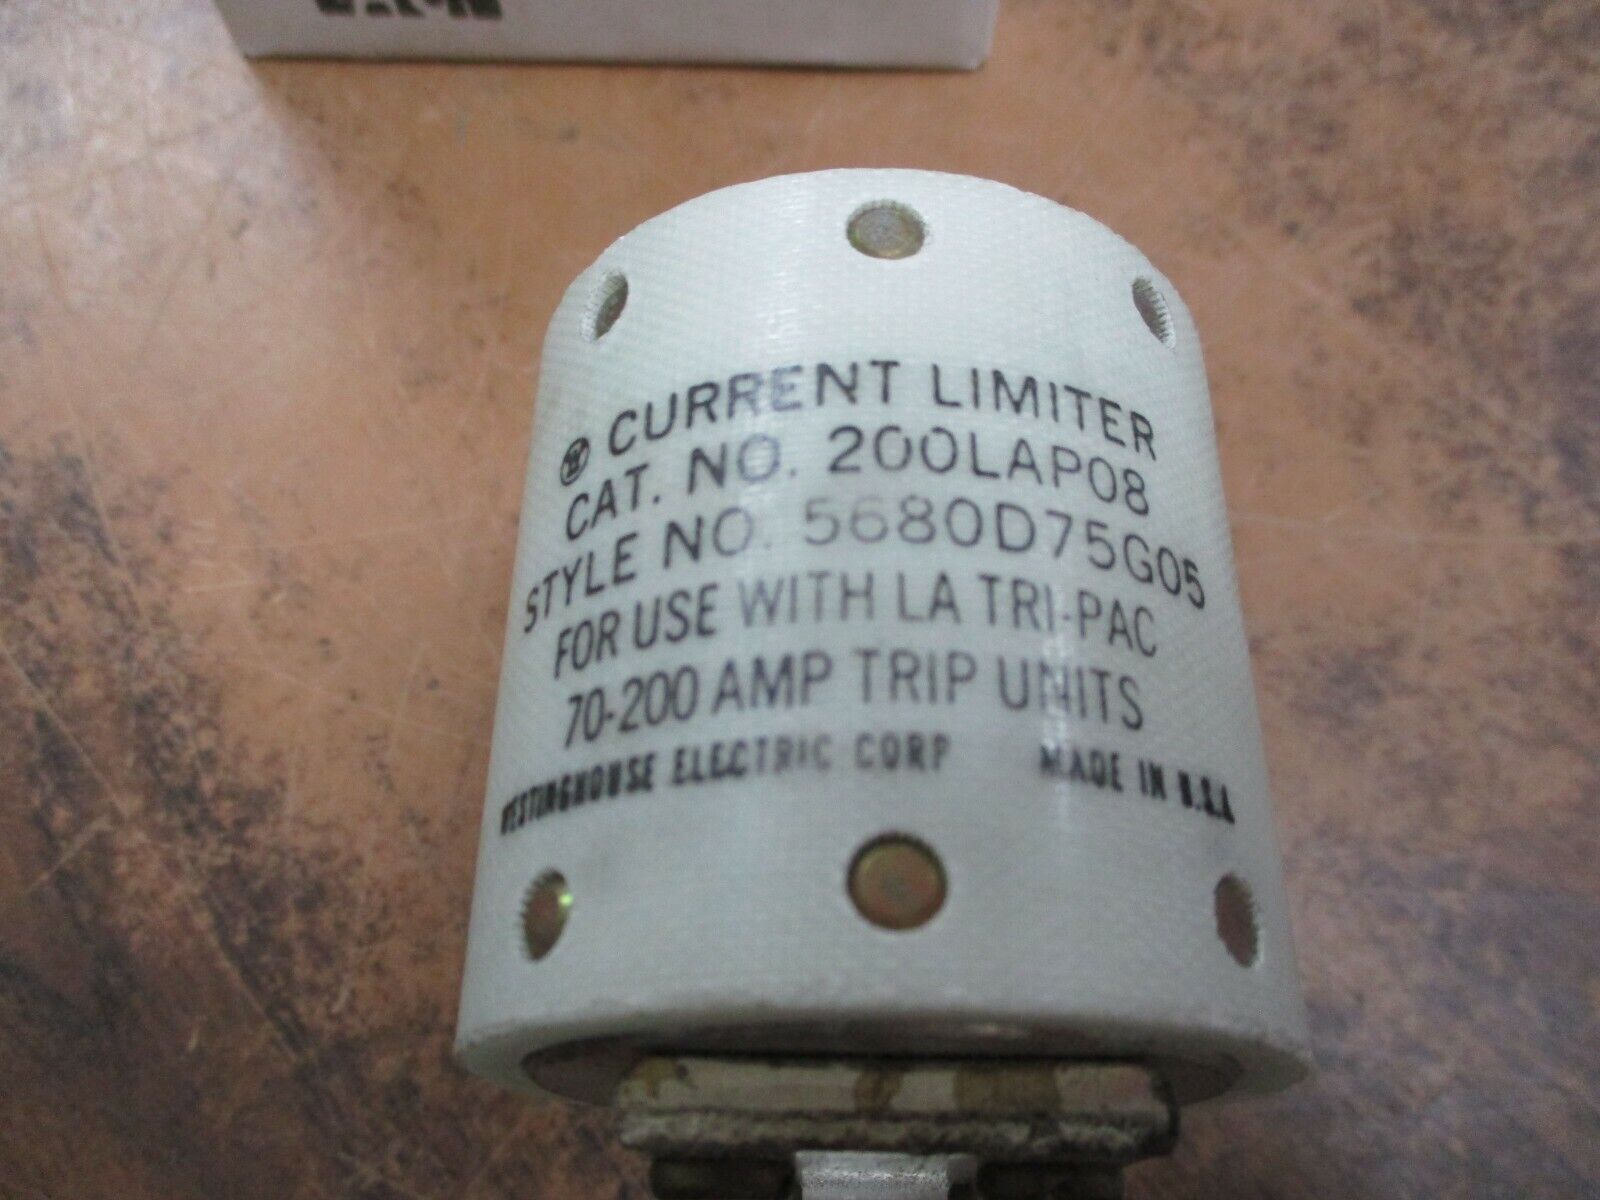 CURRENT LIMITER
CAT. NO. 200LAP08
STYLE NO. 5680D75G05
FOR USE WITH LA TRI-PAC
70-200 AMP TRIP UNITS
WESTINGHOUSE ELECTRIC CORP MADE IN U.S.A.